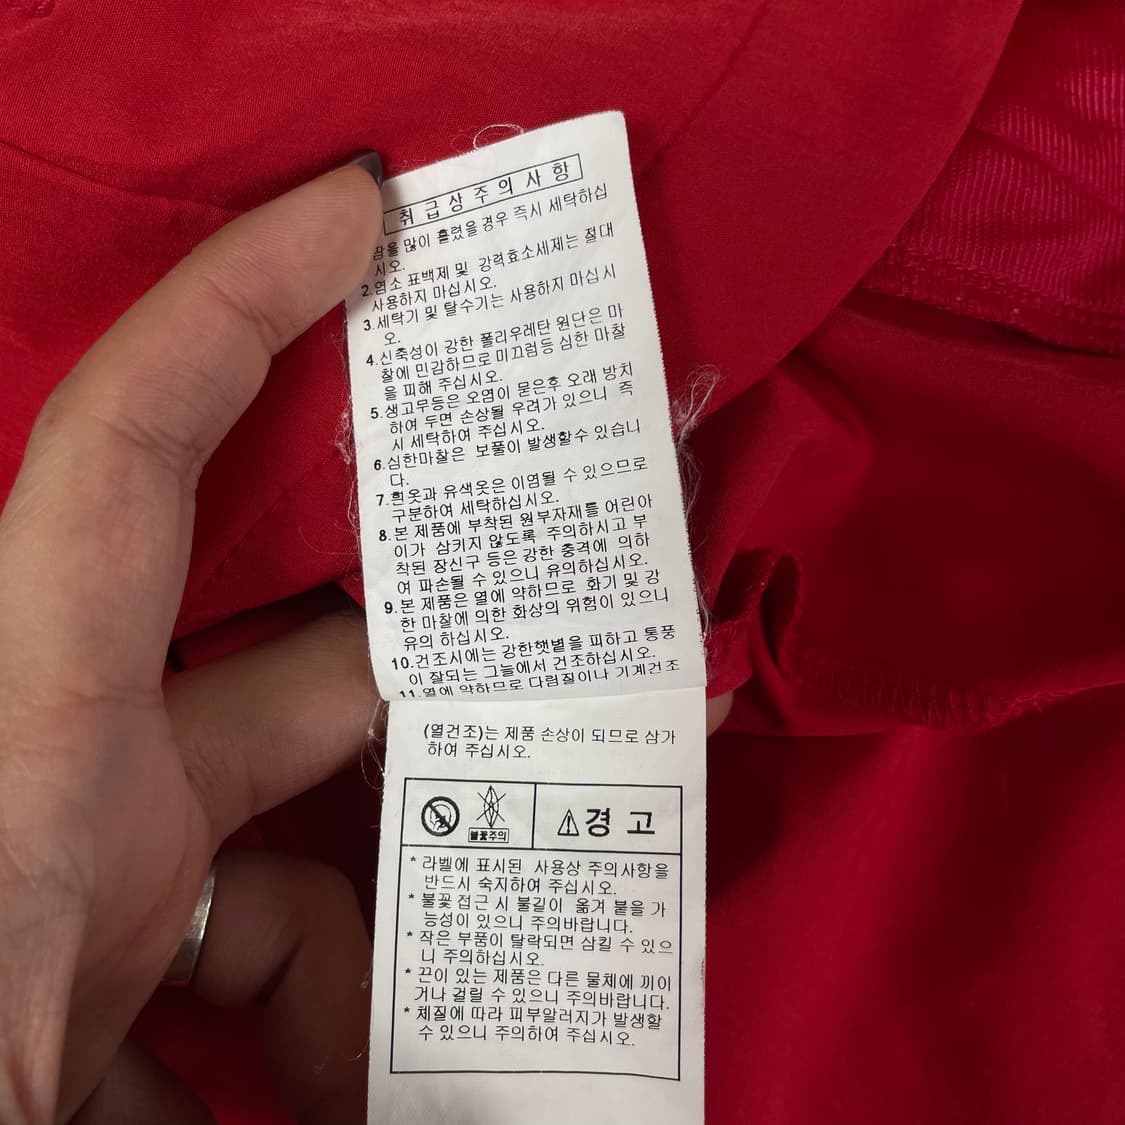 취급상주의사항
땀을 많이 흘렸을경우 즉시 세탁하십
시오.
2.염소 표백제 및 강력효소세제는 절대
사용하지 마십시오.
3.세탁기 및 탈수기는 사용하지 마십시
오.
4.신축성이 강한 폴리우레탄 원단은 마
찰에 민감하므로 미끄럼등 심한 마찰
을 피해 주십시오.
5.생고무등은 오염이 묻은후 오래 방치
하여 두면 손상될 우려가 있으니 즉
시 세탁하여 주십시오.
6.심한마찰은 보풀이 발생할수 있습니
다.
7.흰옷과 유색옷은 이염될 수 있으므로
구분하여 세탁하십시오.
8.본 제품에 부착된 원부자재를 어린아
이가 삼키지 않도록 주의하시고 부
착된 장신구 등은 강한 충격에 의하
여 파손될 수 있으니 유의하십시오.
9.본 제품은 열에 약하므로 화기 및 강
한 마찰에 의한 화상의 위험이 있으니
유의 하십시오.
10.건조시에는 강한햇볕을 피하고 통풍
이 잘되는 그늘에서 건조하십시오.
11.열에 약하므로 다림질이나 기계건조
(열건조)는 제품 손상이 되므로 삼가
하여 주십시오.
불꽃주의
경 고
* 라벨에 표시된 사용상 주의사항을
반드시 숙지하여 주십시오.
* 불꽃 접근 시 불길이 옮겨 붙을 가
능성이 있으니 주의바랍니다.
* 작은 부품이 탈락되면 삼킬 수 있으
니 주의하십시오.
* 끈이 있는 제품은 다른 물체에 끼이
거나 걸릴 수 있으니 주의바랍니다.
* 체질에 따라 피부알러지가 발생할
수 있으니 주의하여 주십시오.